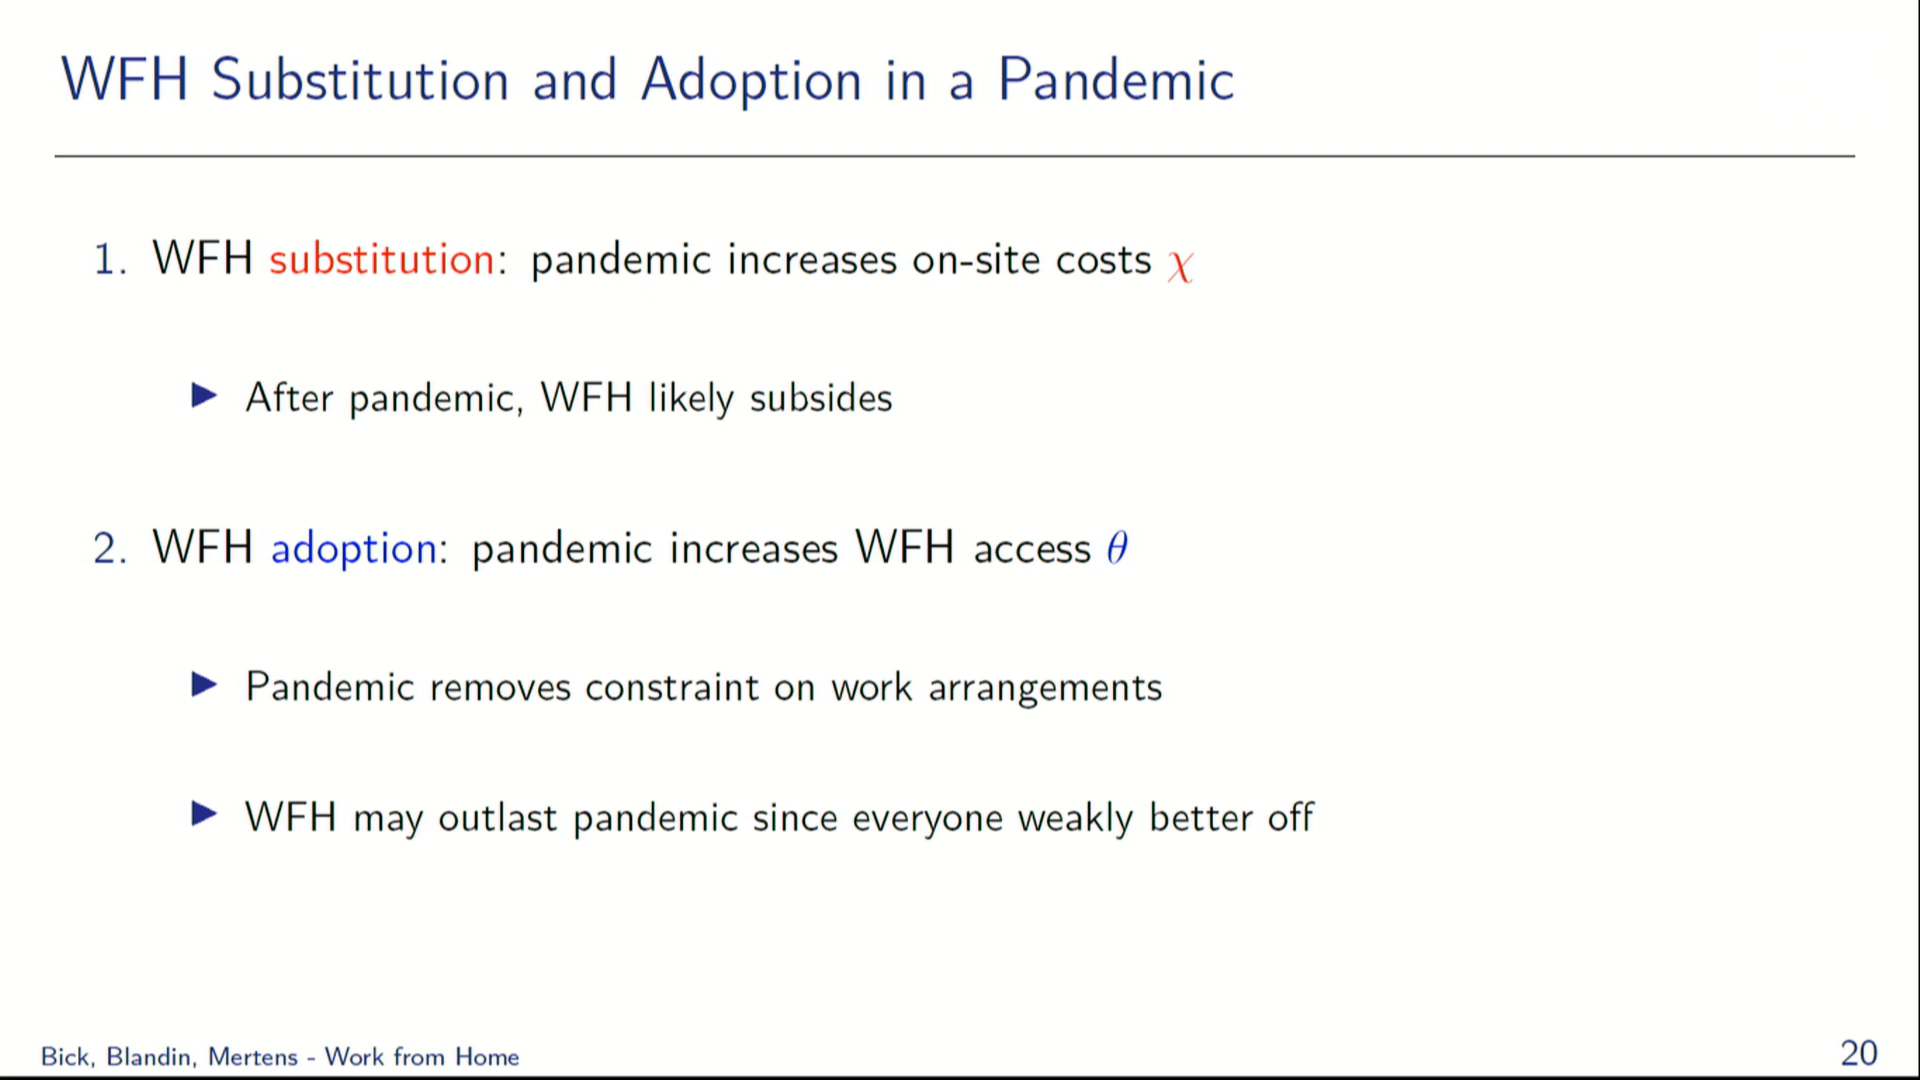 WFH Substitution and Adoption in a Pandemic
1. WFH substitution: pandemic increases on-site costs χ
▶ After pandemic, WFH likely subsides
2. WFH adoption: pandemic increases WFH access θ
▶ Pandemic removes constraint on work arrangements
▶ WFH may outlast pandemic since everyone weakly better off
Bick, Blandin, Mertens - Work from Home
20